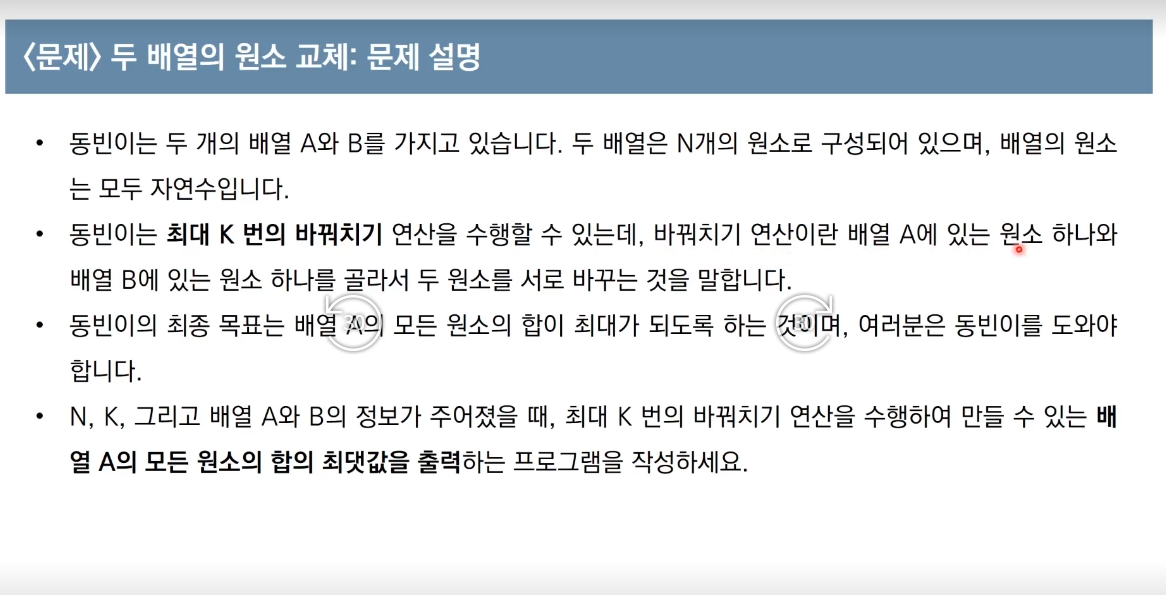 <문제> 두 배열의 원소 교체: 문제 설명
• 동빈이는 두 개의 배열 A와 B를 가지고 있습니다. 두 배열은 N개의 원소로 구성되어 있으며, 배열의 원소
는 모두 자연수입니다.
• 동빈이는 최대 K 번의 바꿔치기 연산을 수행할 수 있는데, 바꿔치기 연산이란 배열 A에 있는 원소 하나와
배열 B에 있는 원소 하나를 골라서 두 원소를 서로 바꾸는 것을 말합니다.
• 동빈이의 최종 목표는 배열 A의 모든 원소의 합이 최대가 되도록 하는 것이며, 여러분은 동빈이를 도와야
합니다.
• N, K, 그리고 배열 A와 B의 정보가 주어졌을 때, 최대 K 번의 바꿔치기 연산을 수행하여 만들 수 있는 배
열 A의 모든 원소의 합의 최댓값을 출력하는 프로그램을 작성하세요.